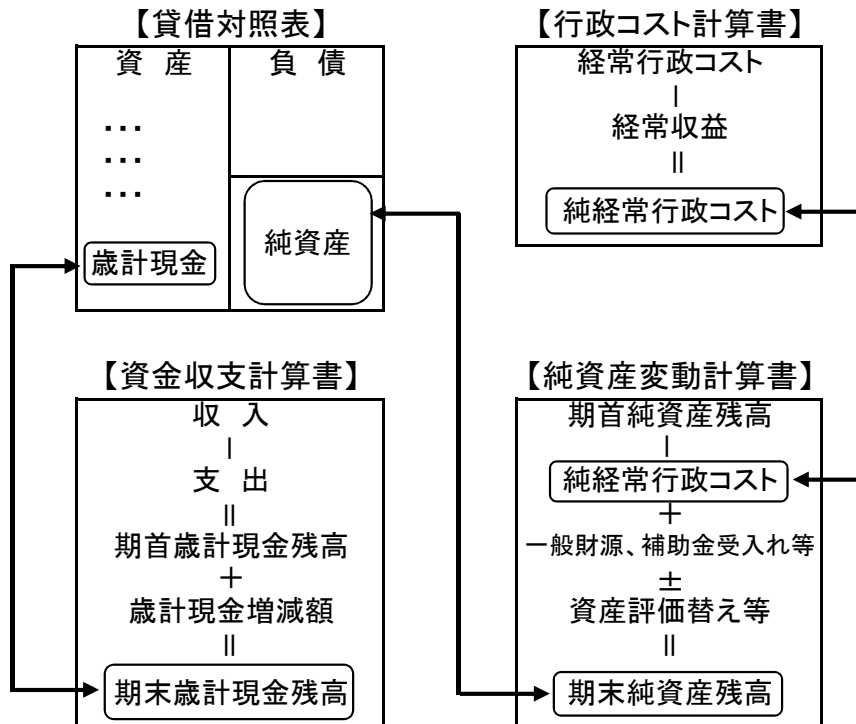 【貸借対照表】
資 産
負 債
・・・
・・・
・・・
歳計現金
純資産
【行政コスト計算書】
経常行政コスト
－
経常収益
＝
純経常行政コスト
【資金収支計算書】
収 入
－
支 出
＝
期首歳計現金残高
＋
歳計現金増減額
＝
期末歳計現金残高
【純資産変動計算書】
期首純資産残高
－
純経常行政コスト
＋
一般財源、補助金受入れ等
±
資産評価替え等
＝
期末純資産残高